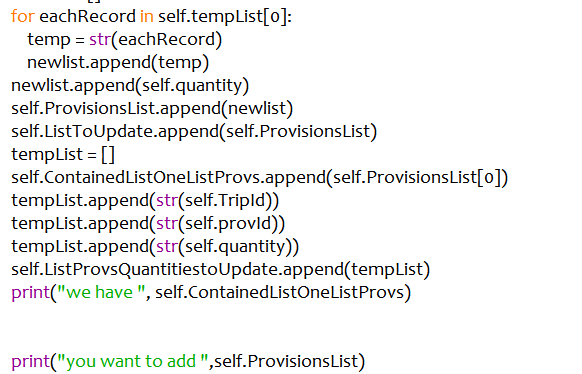 for eachRecord in self.tempList[0]:
temp = str(eachRecord)
newlist.append(temp)
newlist.append(self.quantity)
self.ProvisionsList.append(newlist)
self.ListToUpdate.append(self.ProvisionsList)
tempList = []
self.ContainedListOneListProvs.append(self.ProvisionsList[0])
tempList.append(str(self.TripId))
tempList.append(str(self.provId))
tempList.append(str(self.quantity))
self.ListProvsQuantitiestoUpdate.append(tempList)
print("we have ", self.ContainedListOneListProvs)
print("you want to add ",self.ProvisionsList)